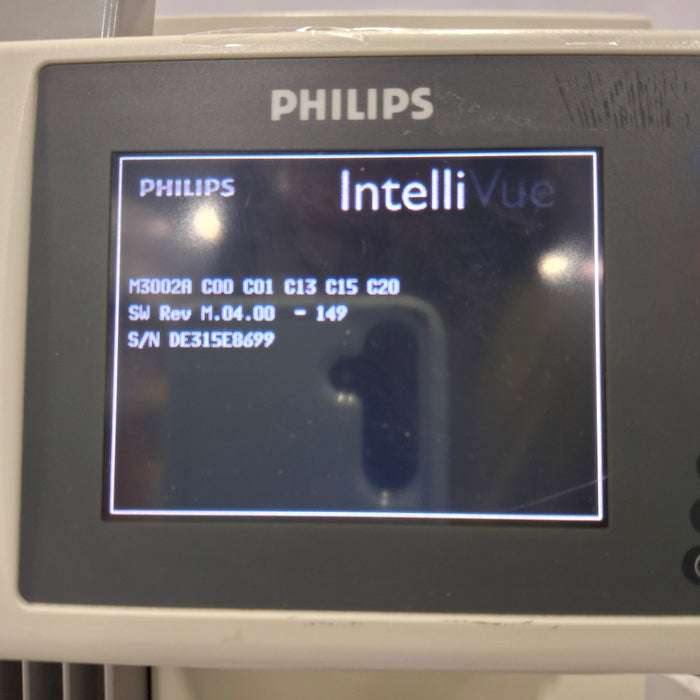 PHILIPS
PHILIPS IntelliVue
M3002A C00 C01 C13 C15 C20
SW Rev M.04.00 - 149
S/N DE315E8699